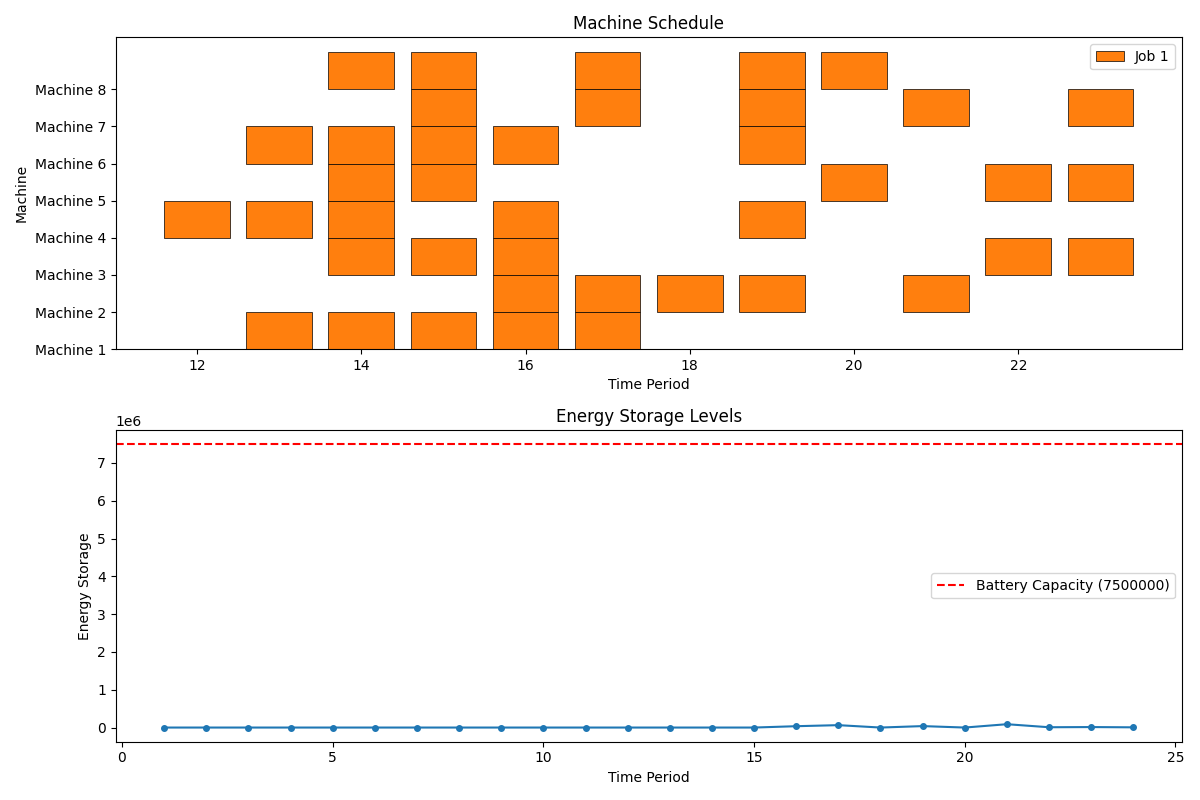 Machine Schedule
Job 1
Machine 8
Machine 7
Machine 6
Machine 5
Machine 4
Machine 3
Machine 2
Machine 1
Machine
12 14 16 18 20 22
Time Period
Energy Storage Levels
1e6
7
6
5
4
3
2
1
0
Energy Storage
Battery Capacity (7500000)
0 5 10 15 20 25
Time Period